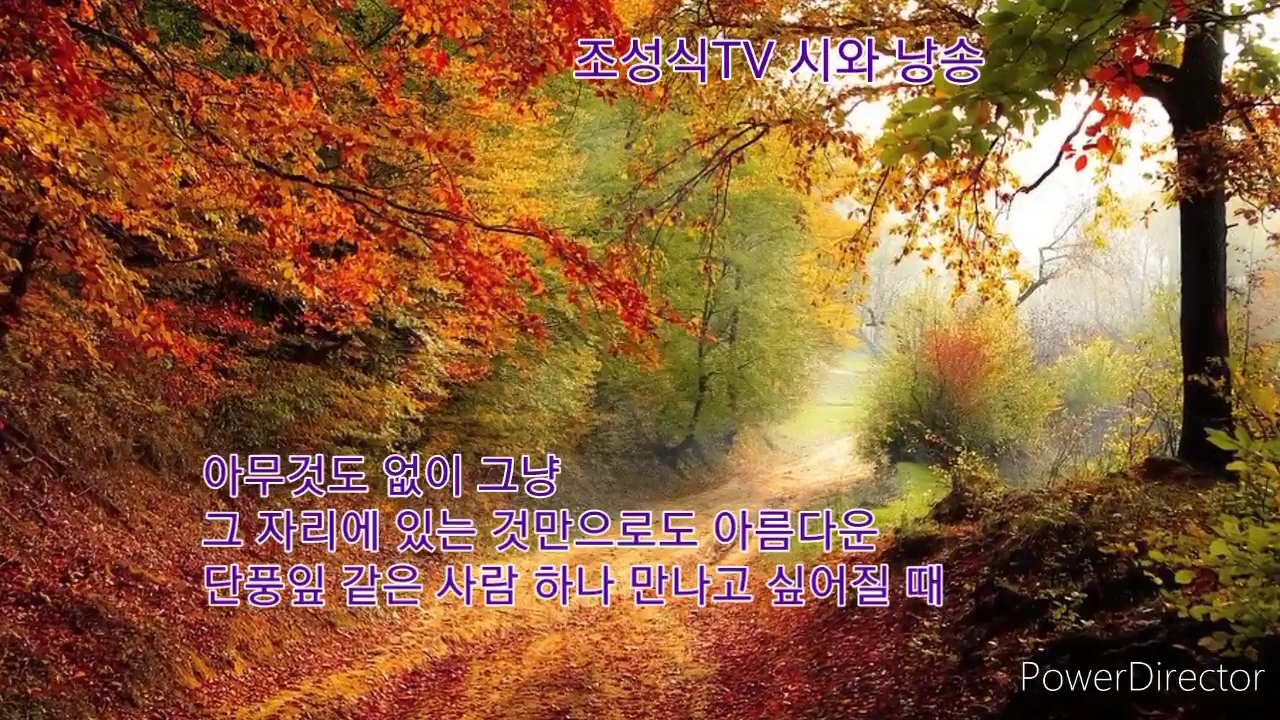 조성식TV 시와 낭송
아무것도 없이 그냥
그 자리에 있는 것만으로도 아름다운
단풍잎 같은 사람 하나 만나고 싶어질 때
PowerDirector